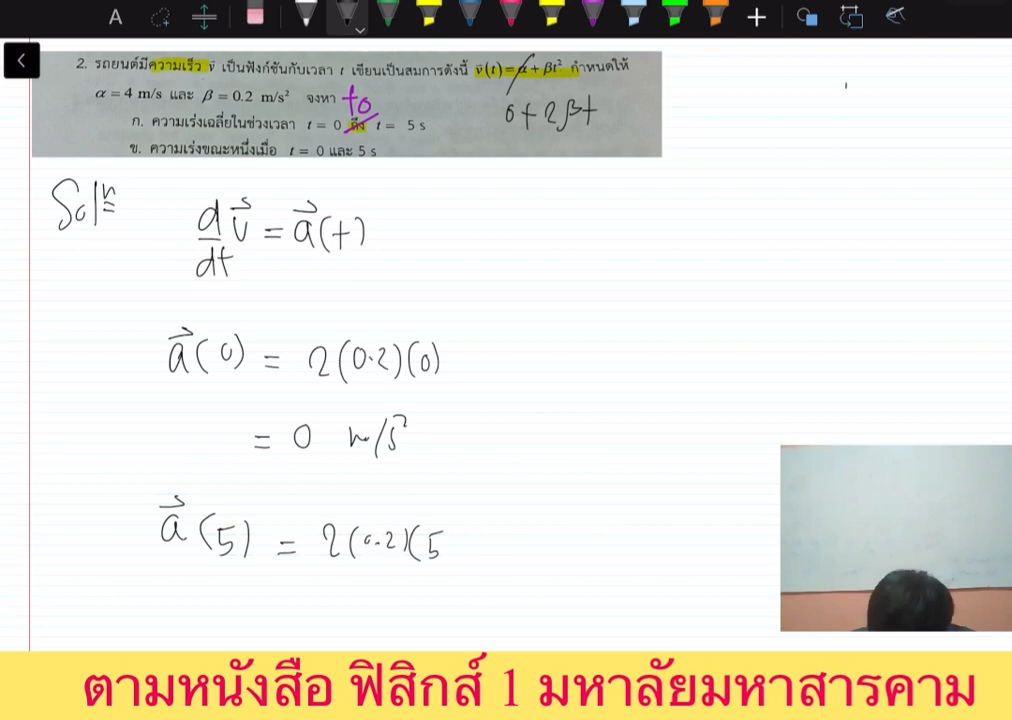 A
2. รถยนต์มีความเร็ว v̄ เป็นฟังก์ชันกับเวลา t เขียนเป็นสมการดังนี้ v̄(t) = α + βt² กำหนดให้
α = 4 m/s และ β = 0.2 m/s² จงหา to
0 + 2βt
ก. ความเร่งเฉลี่ยในช่วงเวลา t = 0 ถึง t = 5 s
ข. ความเร่งขณะหนึ่งเมื่อ t = 0 และ 5 s
Solⁿ
d/dt v⃗ = a⃗(t)
a⃗(0) = 2(0.2)(0)
= 0 m/s²
a⃗(5) = 2(0.2)(5
ตามหนังสือ ฟิสิกส์ 1 มหาลัยมหาสารคาม